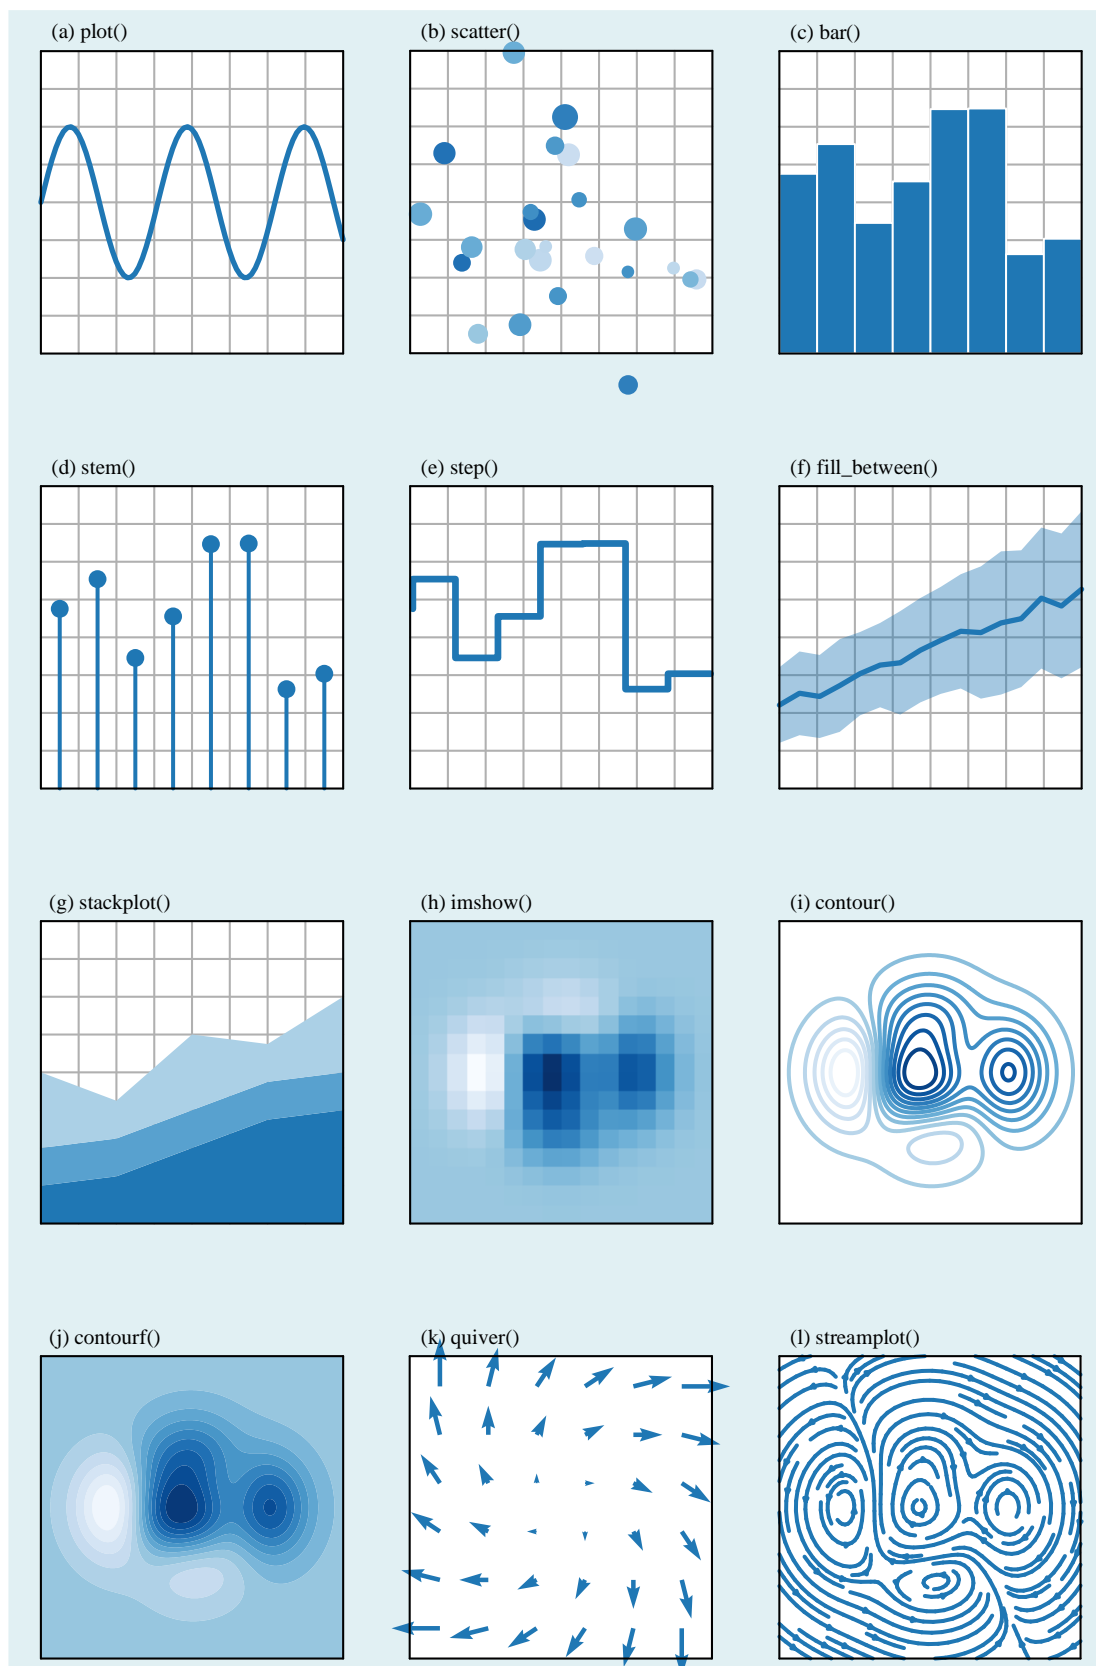 (a) plot()
(b) scatter()
(c) bar()
(d) stem()
(e) step()
(f) fill_between()
(g) stackplot()
(h) imshow()
(i) contour()
(j) contourf()
(k) quiver()
(l) streamplot()